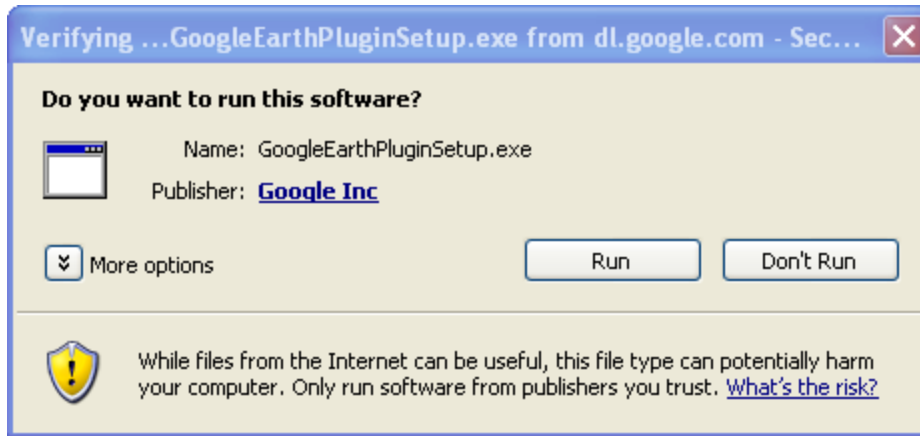 Verifying ...GoogleEarthPluginSetup.exe from dl.google.com - Sec...
Do you want to run this software?
Name: GoogleEarthPluginSetup.exe
Publisher: Google Inc
More options
Run
Don't Run
While files from the Internet can be useful, this file type can potentially harm
your computer. Only run software from publishers you trust. What's the risk?